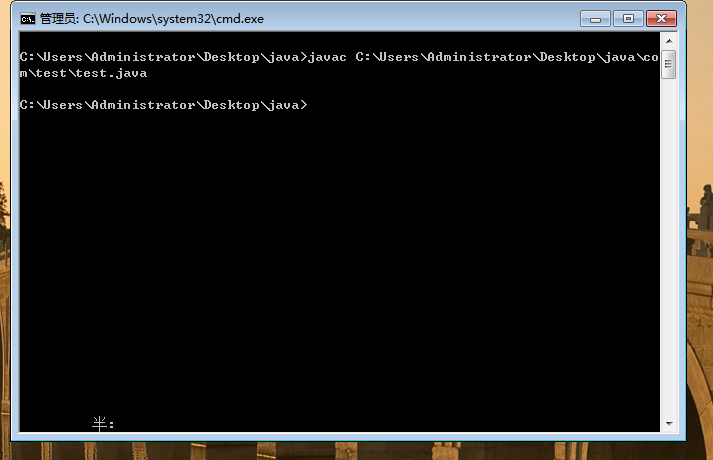 管理员: C:\Windows\system32\cmd.exe
C:\Users\Administrator\Desktop\java>javac C:\Users\Administrator\Desktop\java\co
m\test\test.java
C:\Users\Administrator\Desktop\java>
半: